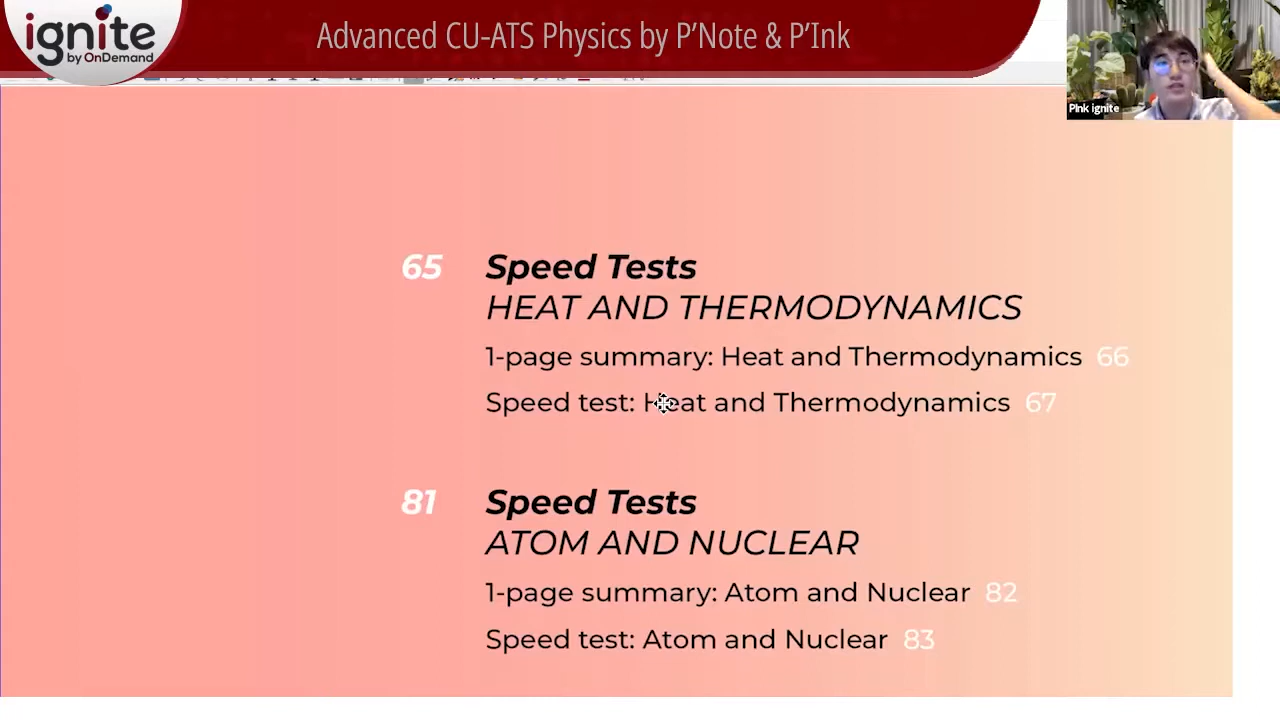 ignite
by OnDemand
Advanced CU-ATS Physics by P'Note & P'Ink
Pink ignite
65 Speed Tests
HEAT AND THERMODYNAMICS
1-page summary: Heat and Thermodynamics 66
Speed test: Heat and Thermodynamics 67
81 Speed Tests
ATOM AND NUCLEAR
1-page summary: Atom and Nuclear 82
Speed test: Atom and Nuclear 83